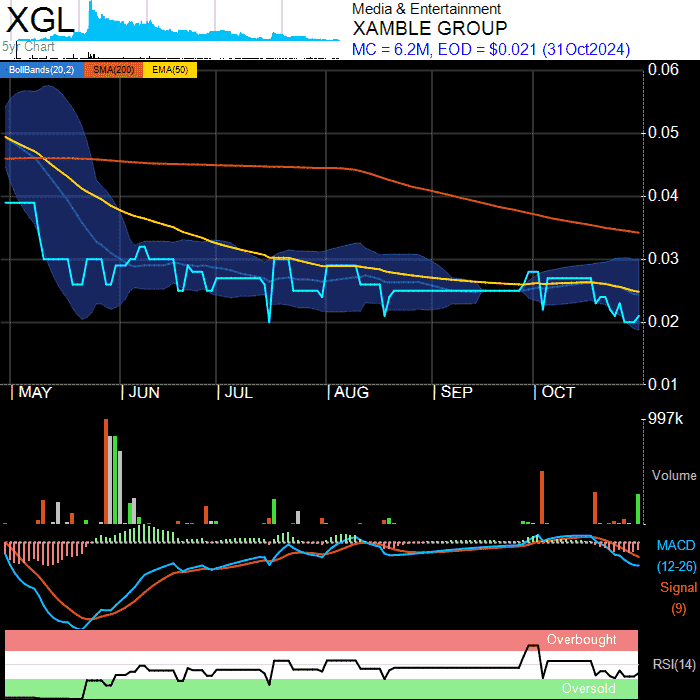 XGL
5yr Chart
Media & Entertainment
XAMBLE GROUP
MC = 6.2M, EOD = $0.021 (31Oct2024)
BollBands(20,2) SMA(200) EMA(50)
0.06
0.05
0.04
0.03
0.02
0.01
MAY JUN JUL AUG SEP OCT
997k
Volume
MACD
(12-26)
Signal
(9)
Overbought
RSI(14)
Oversold